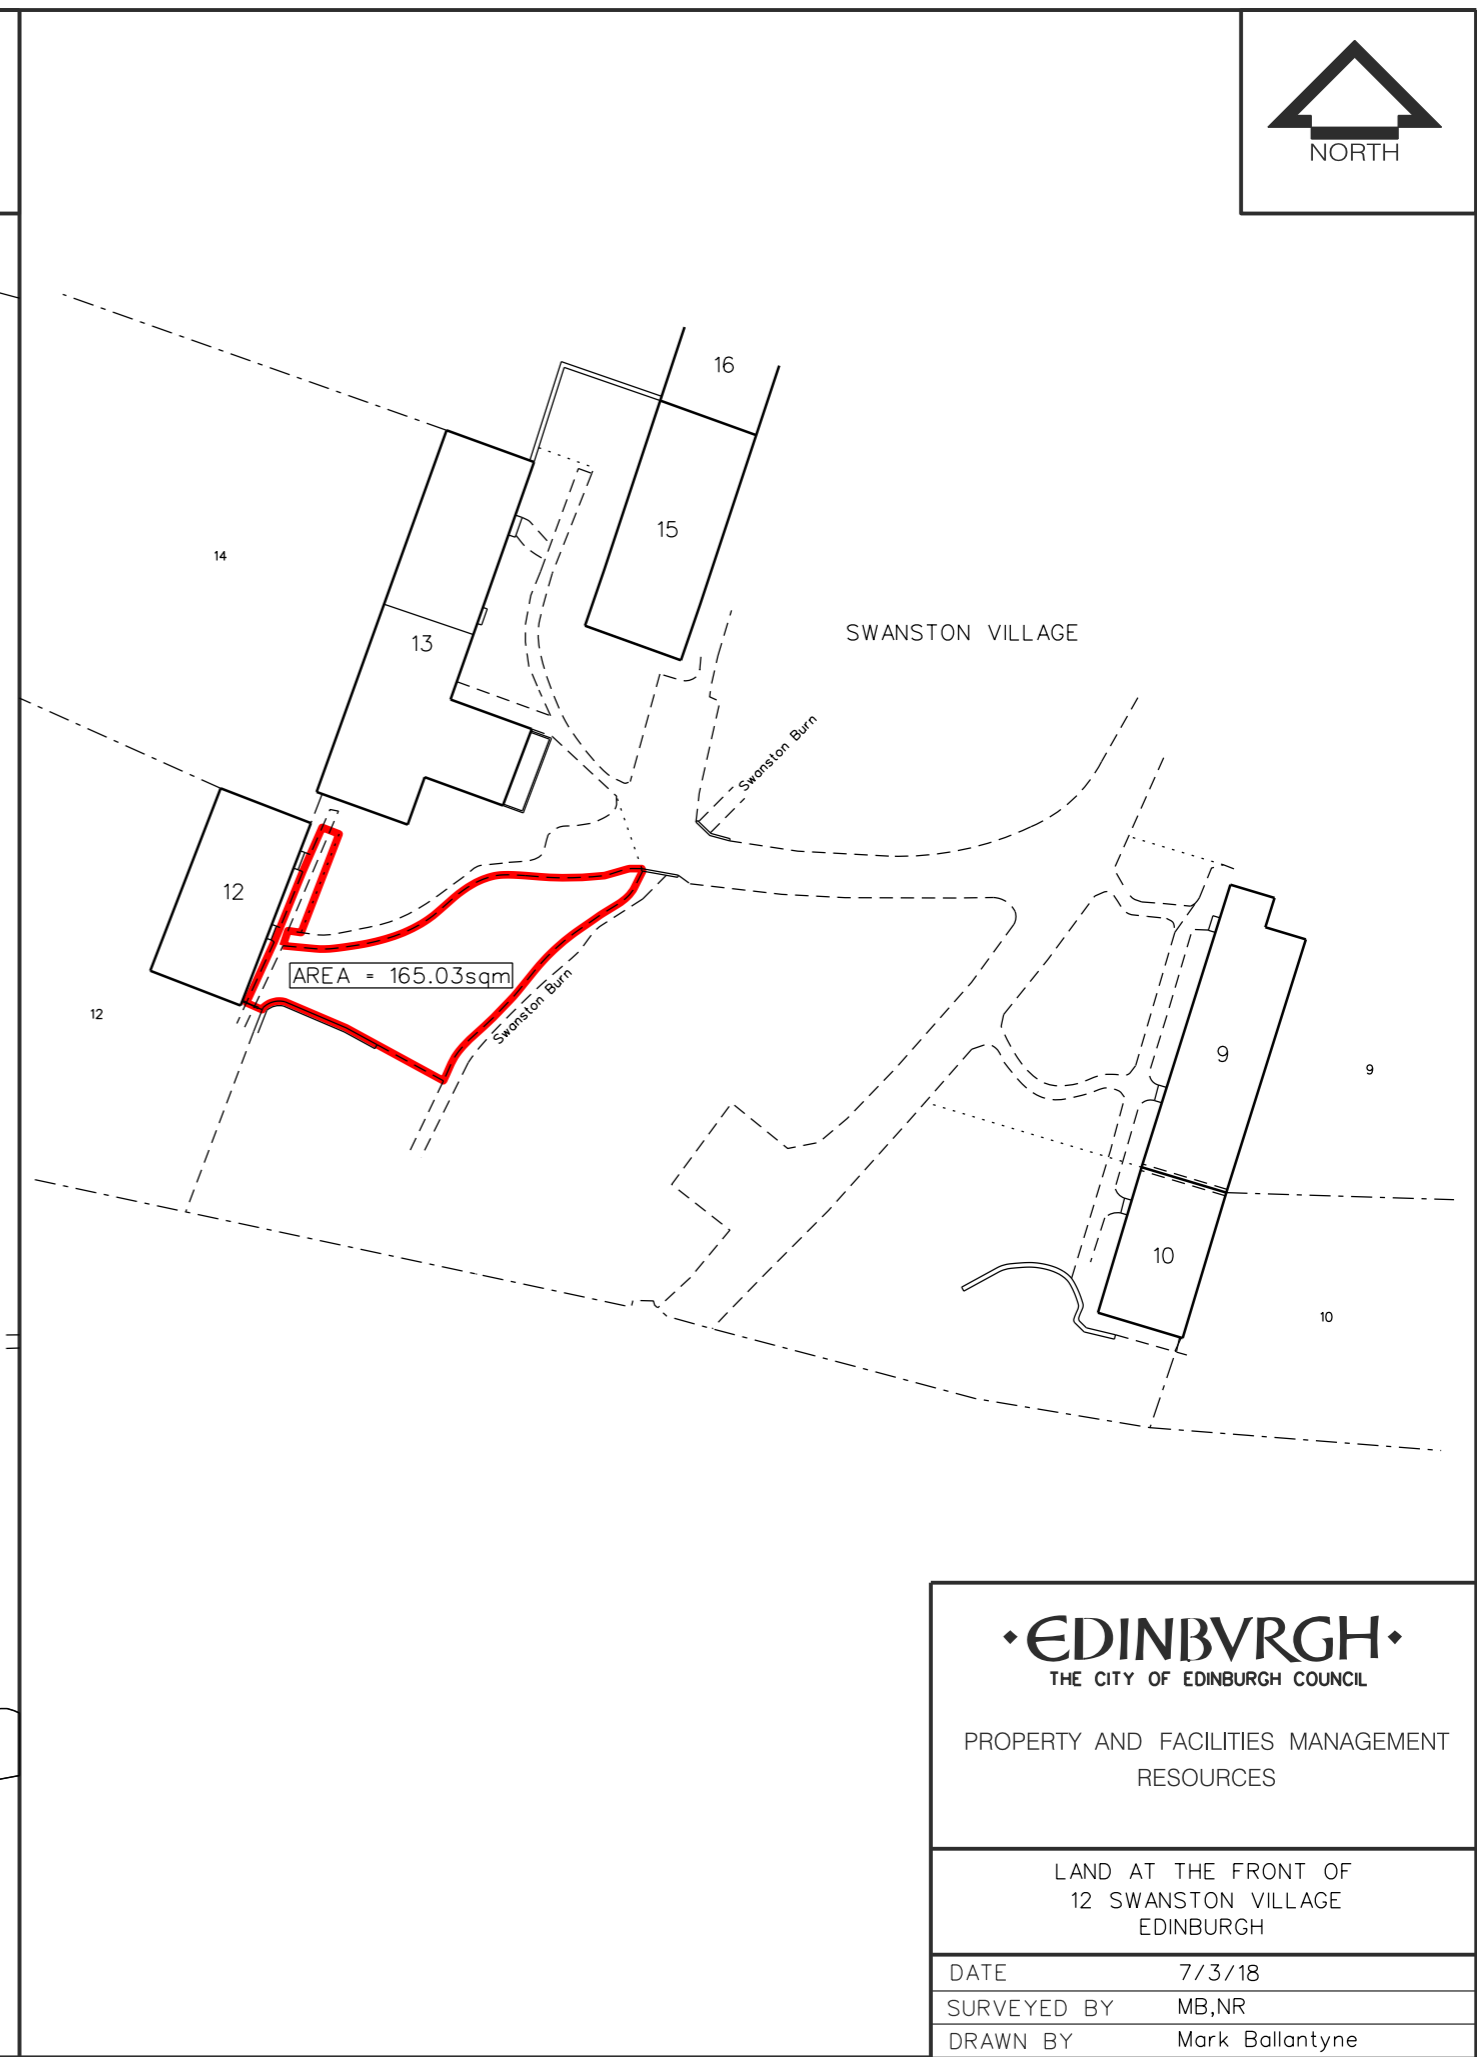 NORTH
16
15
14
SWANSTON VILLAGE
13
Swanston Burn
12
AREA = 165.03sqm
Swanston Burn
12
9
9
10
10
EDINBVRGH
THE CITY OF EDINBURGH COUNCIL
PROPERTY AND FACILITIES MANAGEMENT
RESOURCES
LAND AT THE FRONT OF
12 SWANSTON VILLAGE
EDINBURGH
DATE 7/3/18
SURVEYED BY MB,NR
DRAWN BY Mark Ballantyne